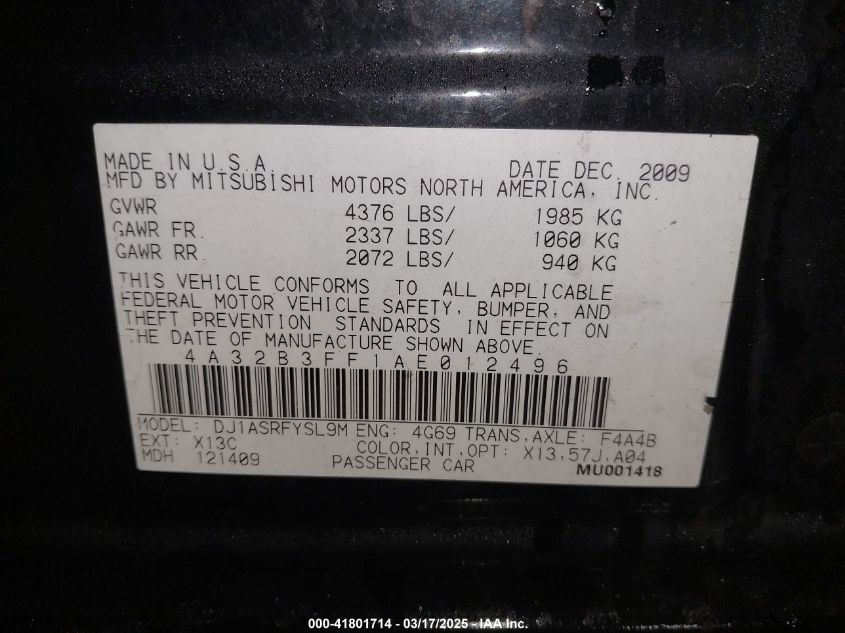 MADE IN U.S.A. DATE DEC. 2009
MFD BY MITSUBISHI MOTORS NORTH AMERICA, INC.
GVWR 4376 LBS/ 1985 KG
GAWR FR. 2337 LBS/ 1060 KG
GAWR RR. 2072 LBS/ 940 KG
THIS VEHICLE CONFORMS TO ALL APPLICABLE
FEDERAL MOTOR VEHICLE SAFETY, BUMPER, AND
THEFT PREVENTION STANDARDS IN EFFECT ON
THE DATE OF MANUFACTURE SHOWN ABOVE.
4A32B3FF1AE012496
MODEL: DJ1ASRFYSL9M ENG: 4G69 TRANS,AXLE: F4A4B
EXT: X13C COLOR,INT,OPT: X13,57J,A04
MDH 121409 PASSENGER CAR MU001418
000-41801714 - 03/17/2025 - IAA Inc.